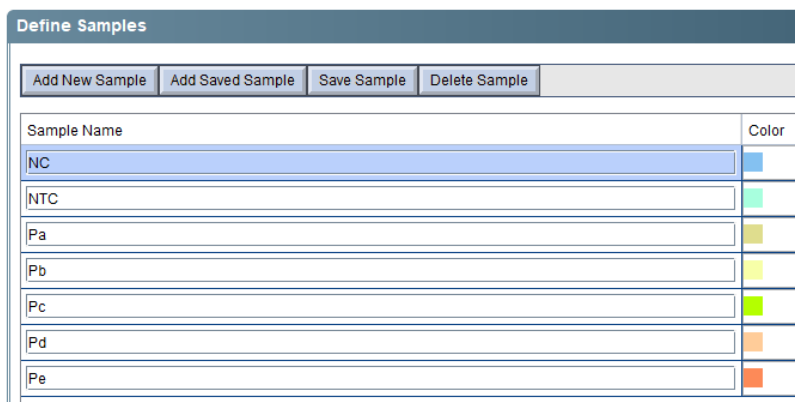 Define Samples
Add New Sample Add Saved Sample Save Sample Delete Sample
Sample Name Color
NC
NTC
Pa
Pb
Pc
Pd
Pe